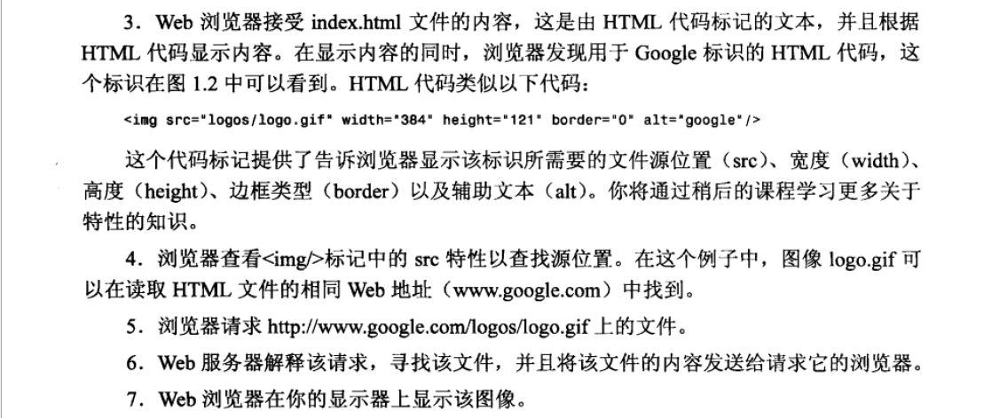 3．Web 浏览器接受 index.html 文件的内容，这是由 HTML 代码标记的文本，并且根据
HTML 代码显示内容。在显示内容的同时，浏览器发现用于 Google 标识的 HTML 代码，这
个标识在图 1.2 中可以看到。HTML 代码类似以下代码：
<img src="logos/logo.gif" width="384" height="121" border="0" alt="google"/>
这个代码标记提供了告诉浏览器显示该标识所需要的文件源位置（src）、宽度（width）、
高度（height）、边框类型（border）以及辅助文本（alt）。你将通过稍后的课程学习更多关于
特性的知识。
4．浏览器查看<img/>标记中的 src 特性以查找源位置。在这个例子中，图像 logo.gif 可
以在读取 HTML 文件的相同 Web 地址（www.google.com）中找到。
5．浏览器请求 http://www.google.com/logos/logo.gif 上的文件。
6．Web 服务器解释该请求，寻找该文件，并且将该文件的内容发送给请求它的浏览器。
7．Web 浏览器在你的显示器上显示该图像。